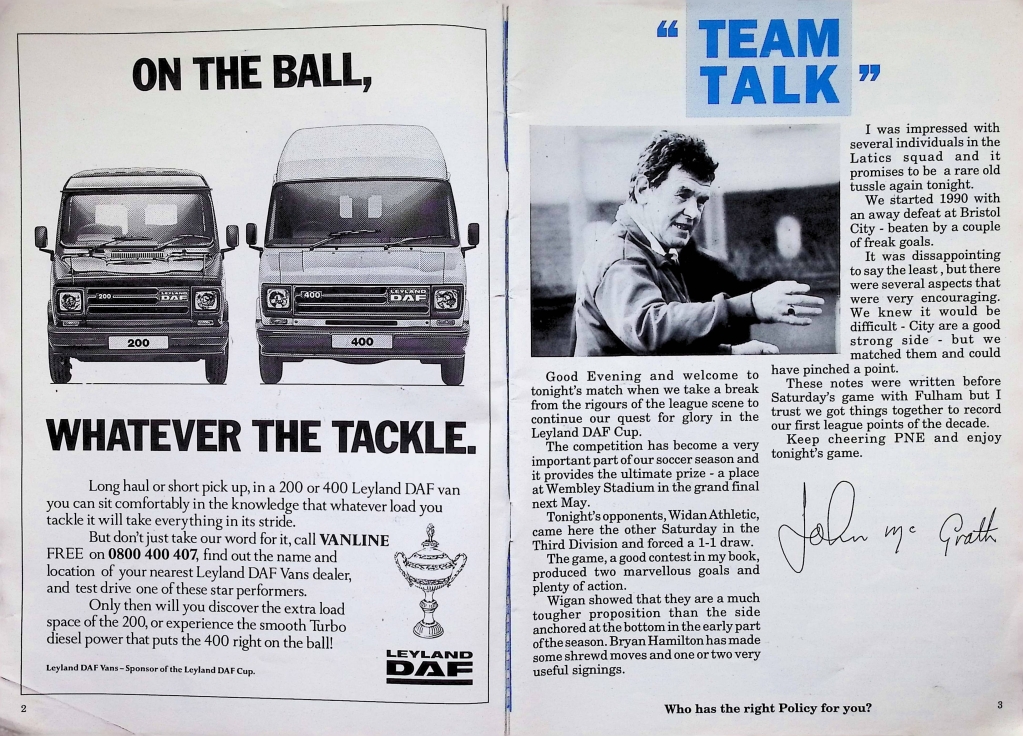 ON THE BALL,
200
LEYLAND
DAF
200
400
LEYLAND
DAF
400
WHATEVER THE TACKLE.
Long haul or short pick up, in a 200 or 400 Leyland DAF van
you can sit comfortably in the knowledge that whatever load you
tackle it will take everything in its stride.
But don't just take our word for it, call VANLINE
FREE on 0800 400 407, find out the name and
location of your nearest Leyland DAF Vans dealer,
and test drive one of these star performers.
Only then will you discover the extra load
space of the 200, or experience the smooth Turbo
diesel power that puts the 400 right on the ball!
Leyland DAF Vans – Sponsor of the Leyland DAF Cup.
LEYLAND
DAF
2
" TEAM
TALK "
Good Evening and welcome to
tonight's match when we take a break
from the rigours of the league scene to
continue our quest for glory in the
Leyland DAF Cup.
The competition has become a very
important part of our soccer season and
it provides the ultimate prize - a place
at Wembley Stadium in the grand final
next May.
Tonight's opponents, Widan Athletic,
came here the other Saturday in the
Third Division and forced a 1-1 draw.
The game, a good contest in my book,
produced two marvellous goals and
plenty of action.
Wigan showed that they are a much
tougher proposition than the side
anchored at the bottom in the early part
of the season. Bryan Hamilton has made
some shrewd moves and one or two very
useful signings.
I was impressed with
several individuals in the
Latics squad and it
promises to be a rare old
tussle again tonight.
We started 1990 with
an away defeat at Bristol
City - beaten by a couple
of freak goals.
It was dissappointing
to say the least , but there
were several aspects that
were very encouraging.
We knew it would be
difficult - City are a good
strong side - but we
matched them and could
have pinched a point.
These notes were written before
Saturday's game with Fulham but I
trust we got things together to record
our first league points of the decade.
Keep cheering PNE and enjoy
tonight's game.
John Mc Grath
Who has the right Policy for you?
3